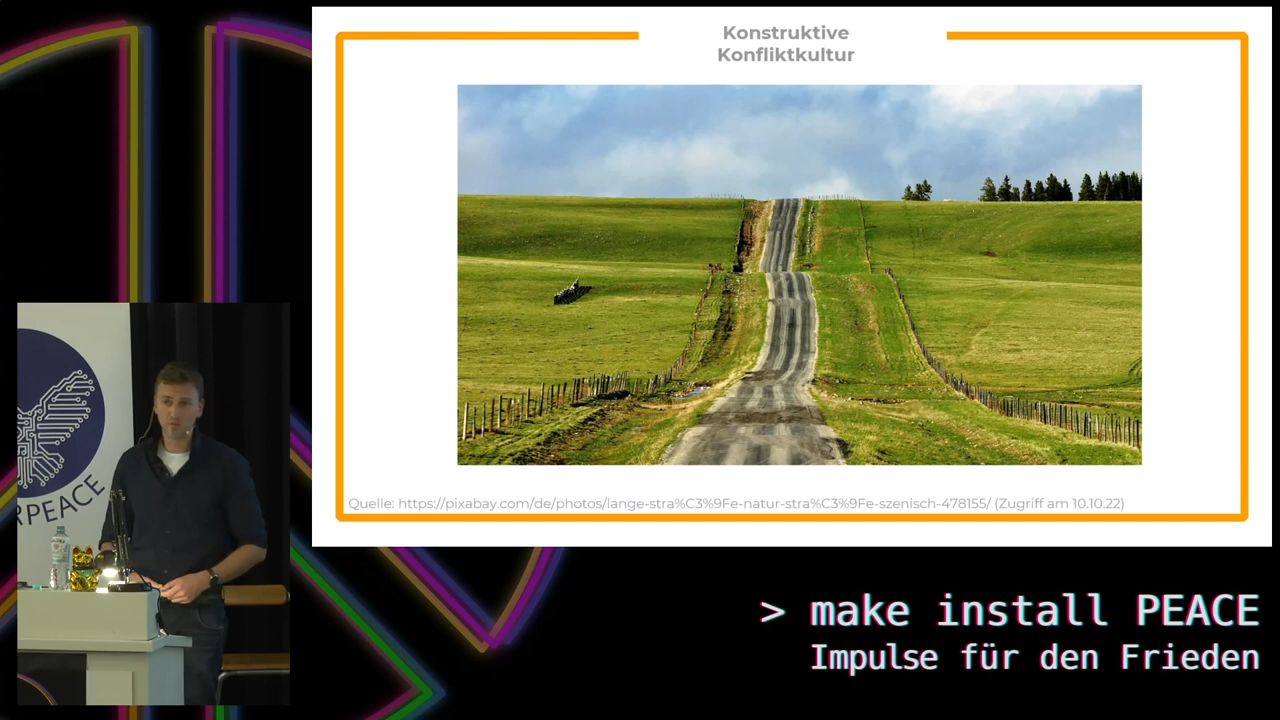 Konstruktive
Konfliktkultur
Quelle: https://pixabay.com/de/photos/lange-stra%C3%9Fe-natur-stra%C3%9Fe-szenisch-478155/ (Zugriff am 10.10.22)
RPEACE
> make install PEACE
Impulse für den Frieden